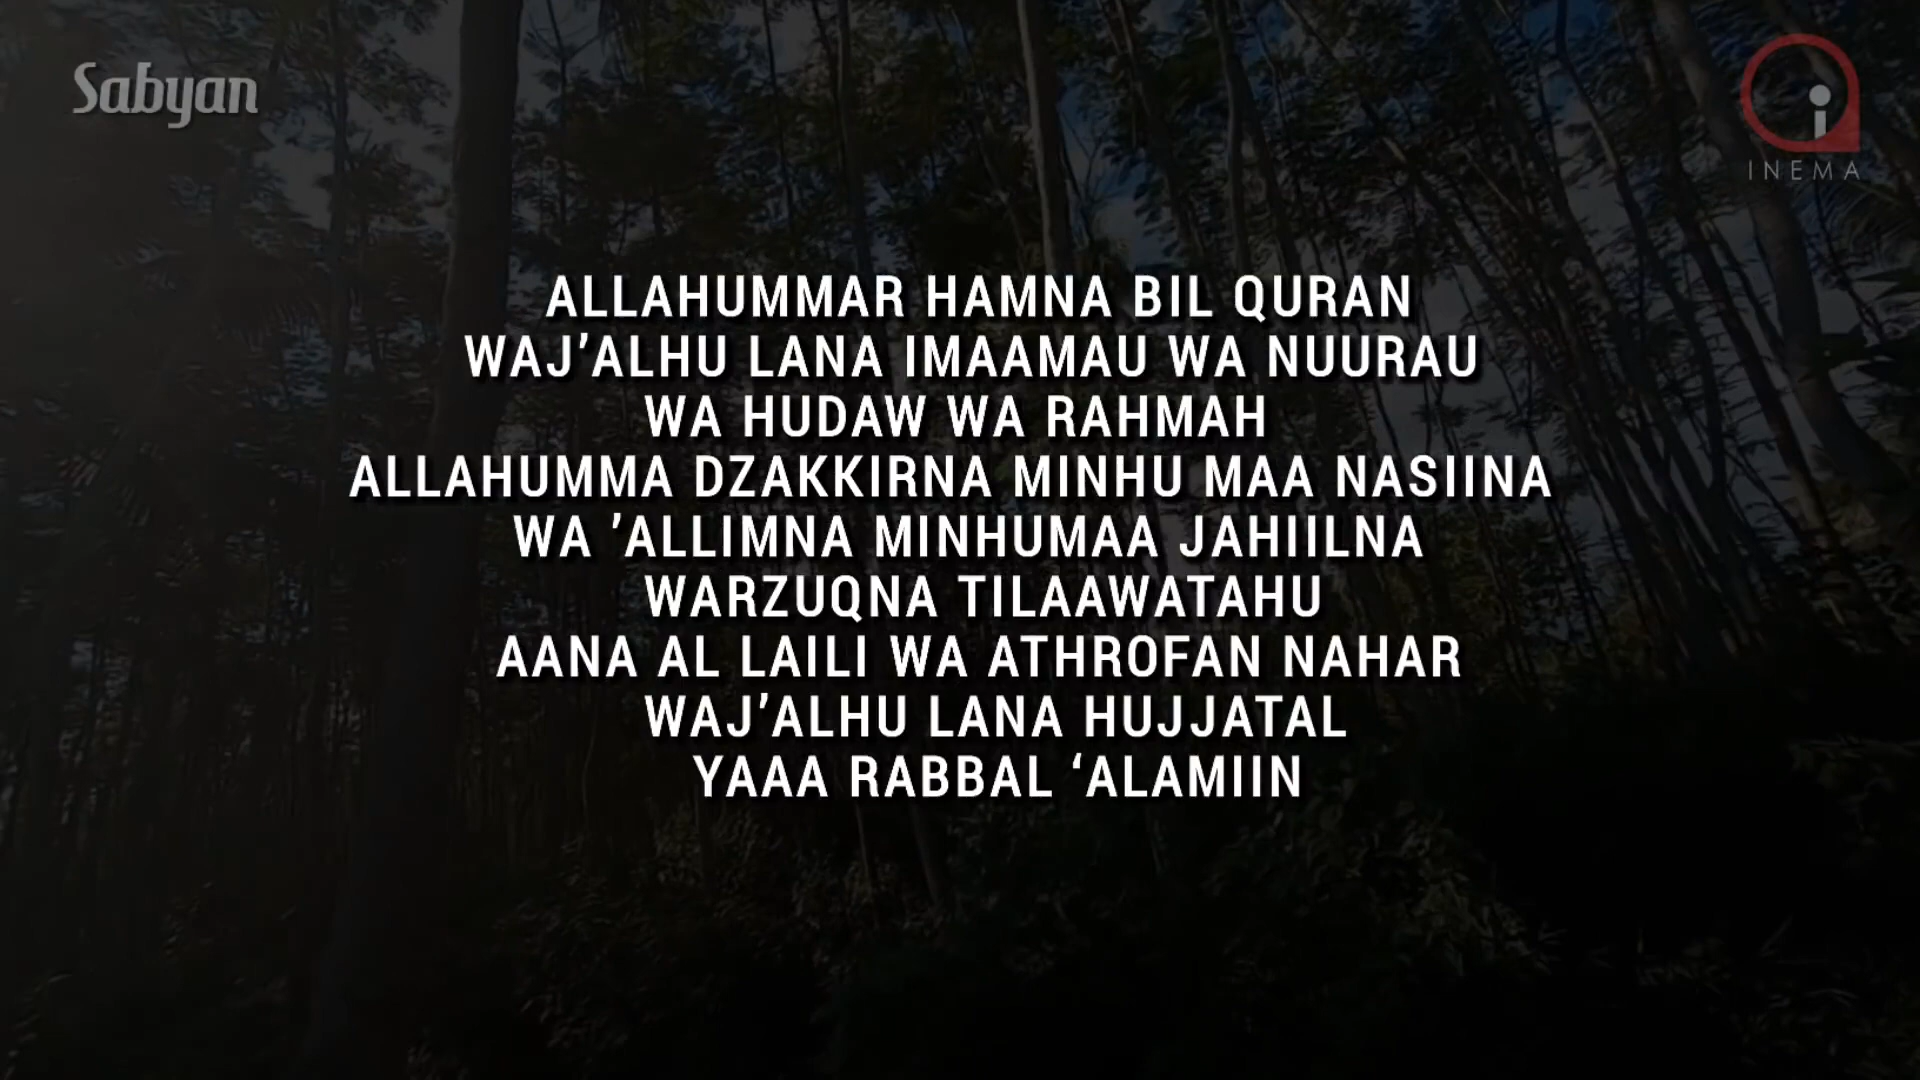 Sabyan
INEMA
ALLAHUMMAR HAMNA BIL QURAN
WAJ’ALHU LANA IMAAMAU WA NUURAU
WA HUDAW WA RAHMAH
ALLAHUMMA DZAKKIRNA MINHU MAA NASIINA
WA ’ALLIMNA MINHUMAA JAHIILNA
WARZUQNA TILAAWATAHU
AANA AL LAILI WA ATHROFAN NAHAR
WAJ’ALHU LANA HUJJATAL
YAAA RABBAL ‘ALAMIIN